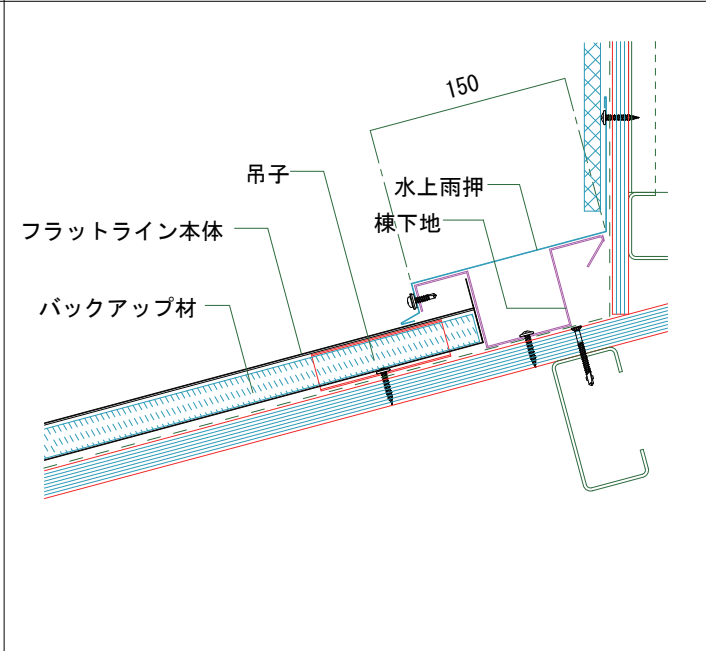 150
吊子
水上雨押
棟下地
フラットライン本体
バックアップ材